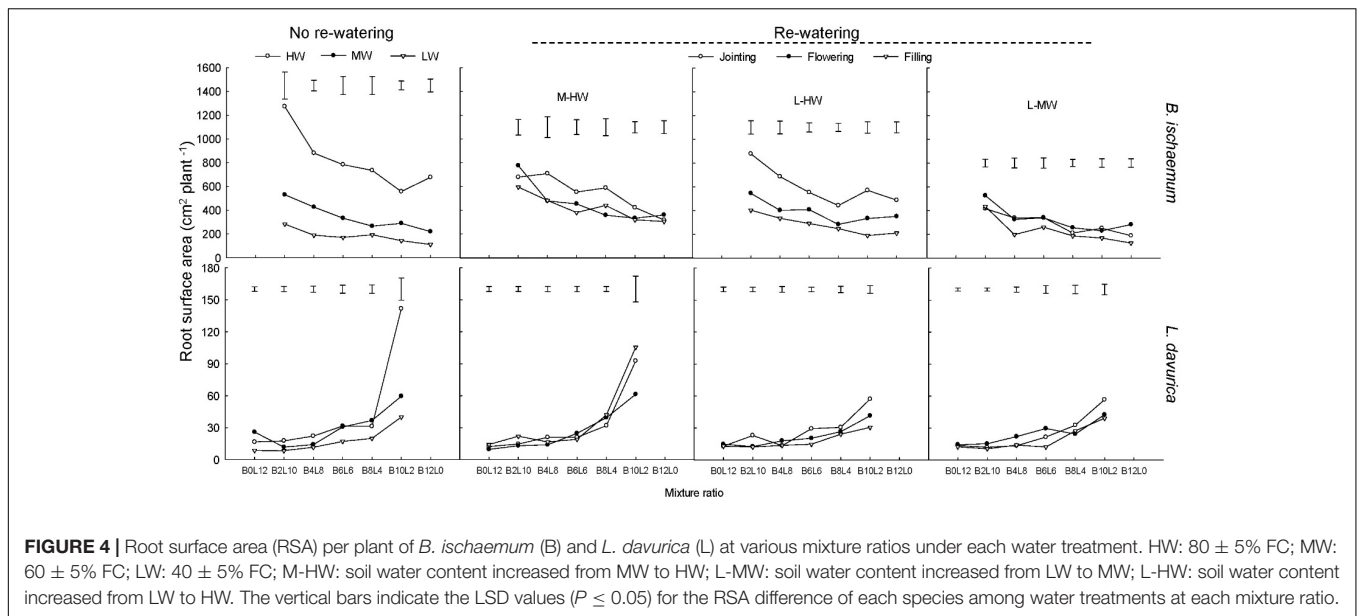 No re-watering
Re-watering
HW MW LW
Jointing Flowering Filling
M-HW
L-HW
L-MW
1600
1400
1200
1000
800
600
400
200
0
180
150
120
90
60
30
0
Root surface area (cm² plant⁻¹)
B. ischaemum
L. davurica
B0L12 B2L10 B4L8 B6L6 B8L4 B10L2 B12L0
B0L12 B2L10 B4L8 B6L6 B8L4 B10L2 B12L0
B0L12 B2L10 B4L8 B6L6 B8L4 B10L2 B12L0
B0L12 B2L10 B4L8 B6L6 B8L4 B10L2 B12L0
Mixture ratio
FIGURE 4 | Root surface area (RSA) per plant of B. ischaemum (B) and L. davurica (L) at various mixture ratios under each water treatment. HW: 80 ± 5% FC; MW:
60 ± 5% FC; LW: 40 ± 5% FC; M-HW: soil water content increased from MW to HW; L-MW: soil water content increased from LW to MW; L-HW: soil water content
increased from LW to HW. The vertical bars indicate the LSD values (P ≤ 0.05) for the RSA difference of each species among water treatments at each mixture ratio.